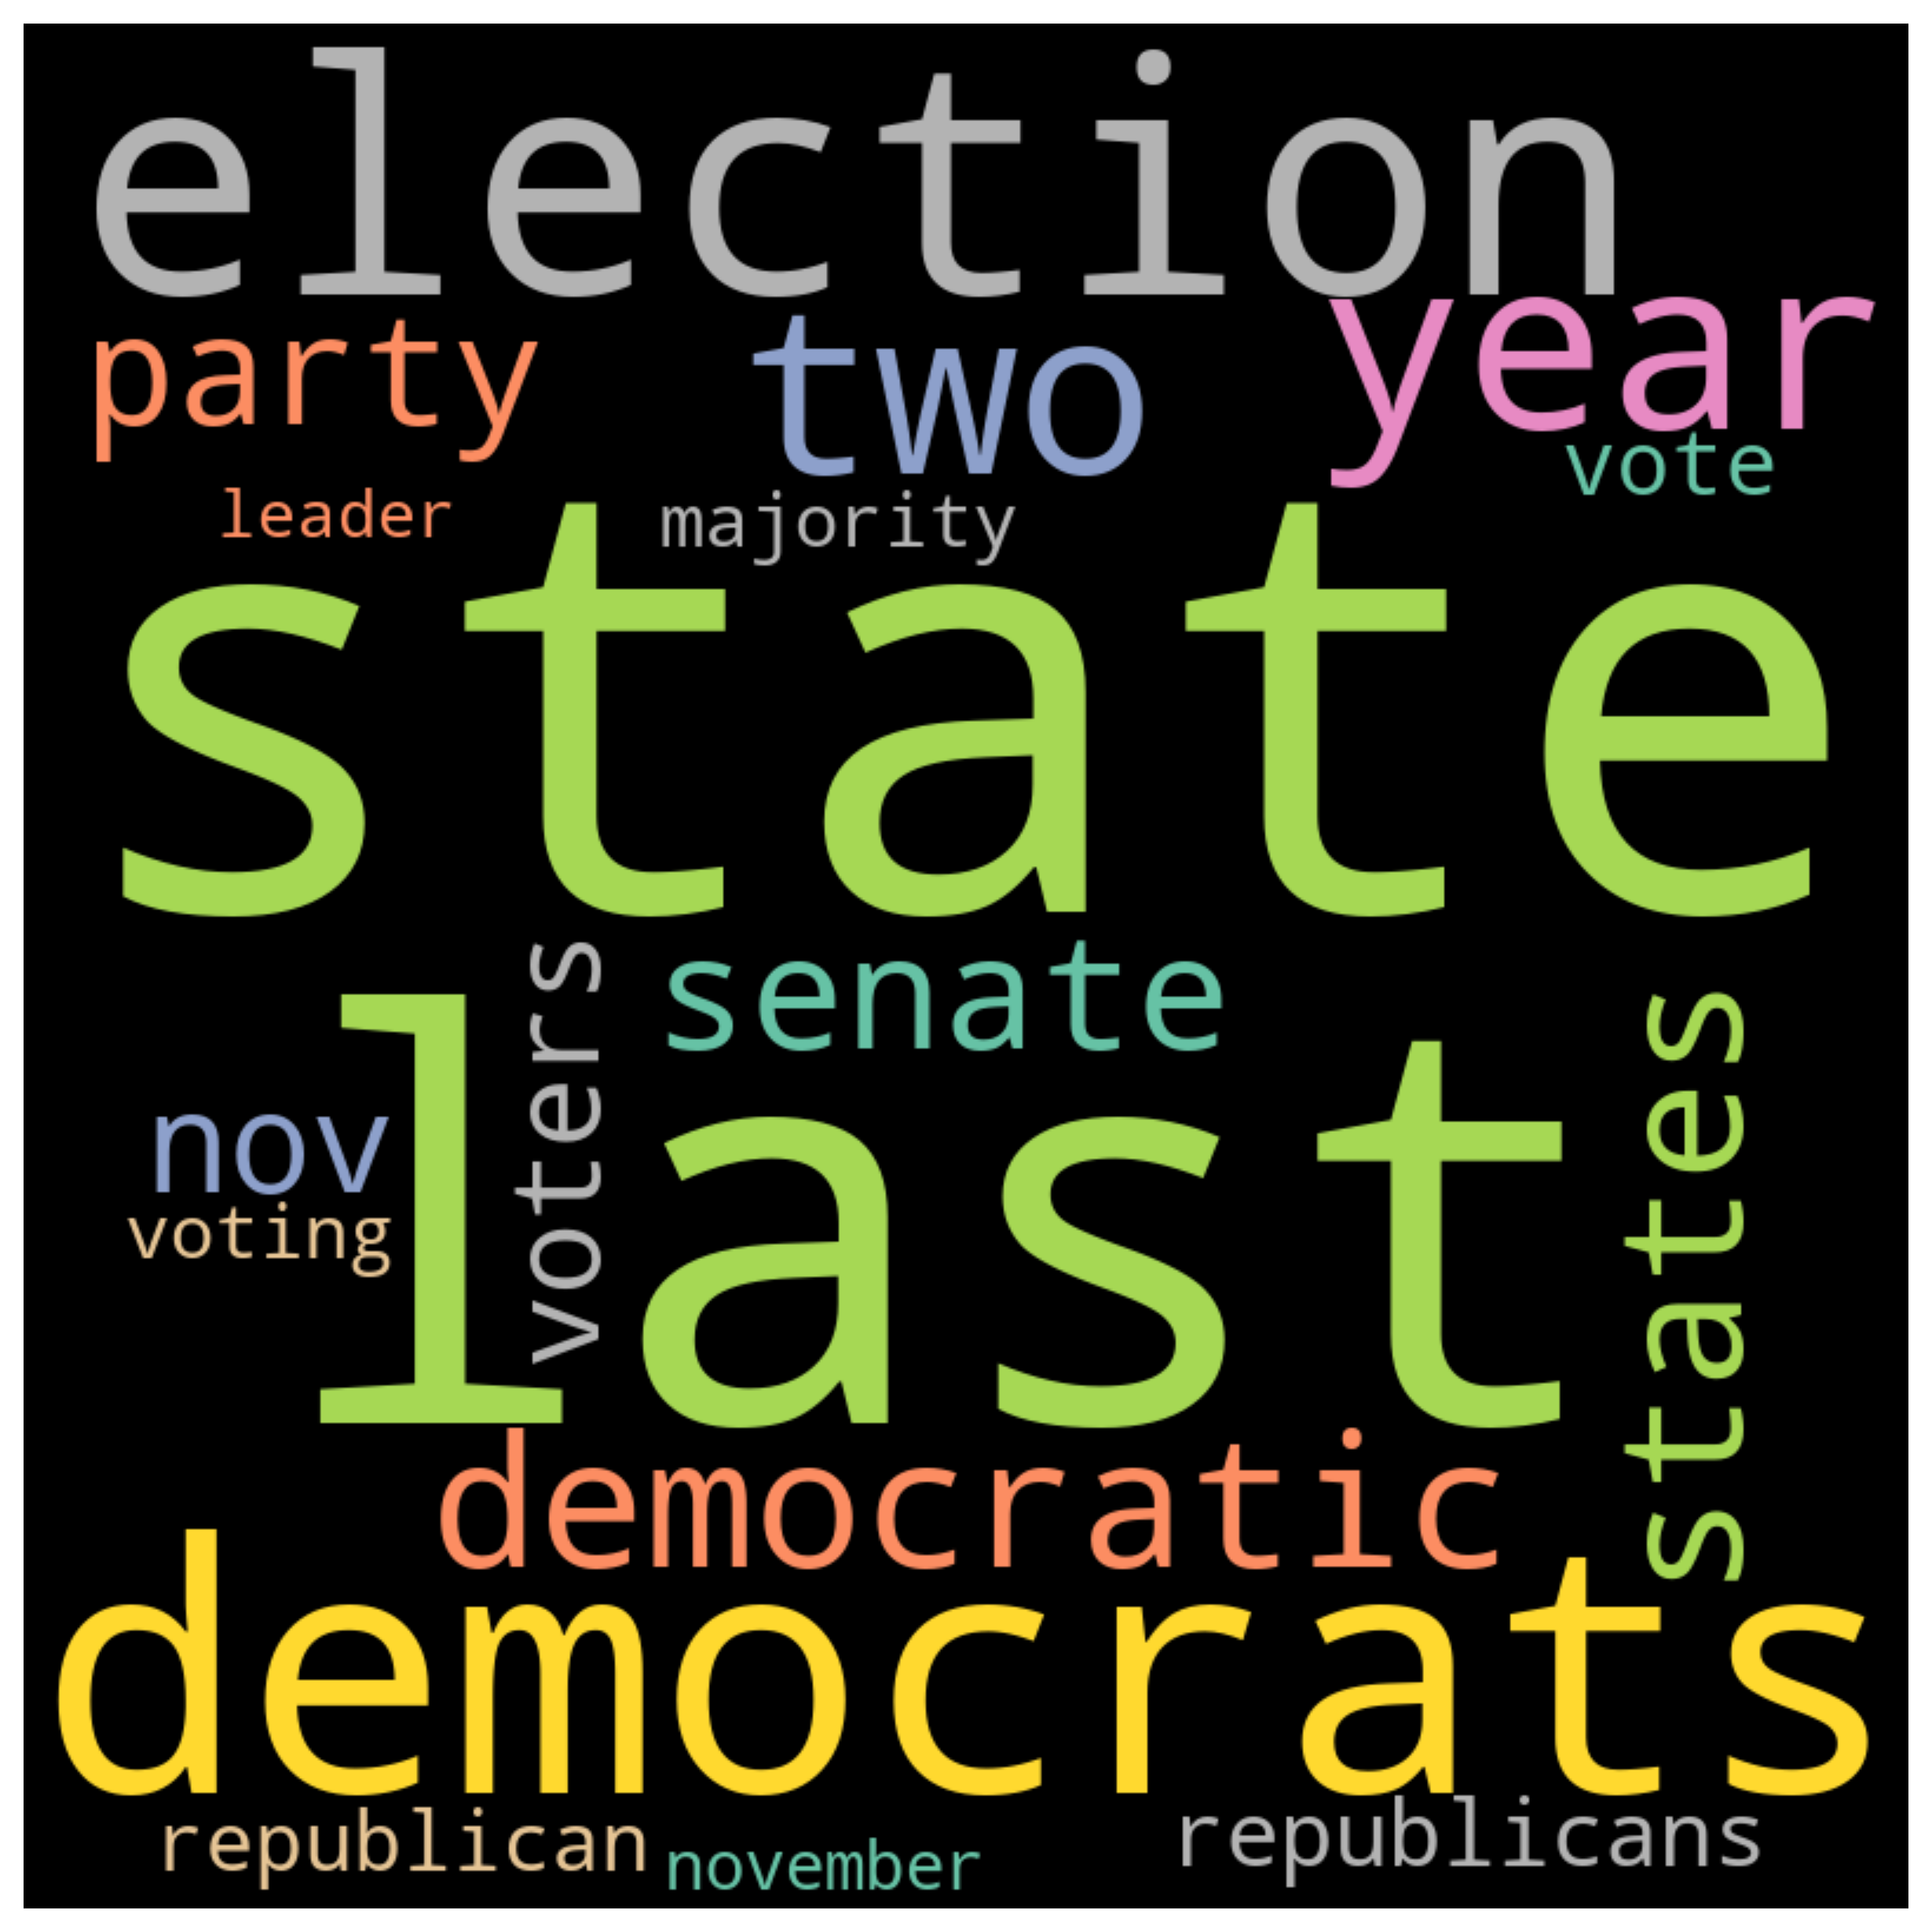 election
party
two
year
vote
leader
majority
state
voters
senate
states
nov
last
voting
democratic
democrats
republican
november
republicans